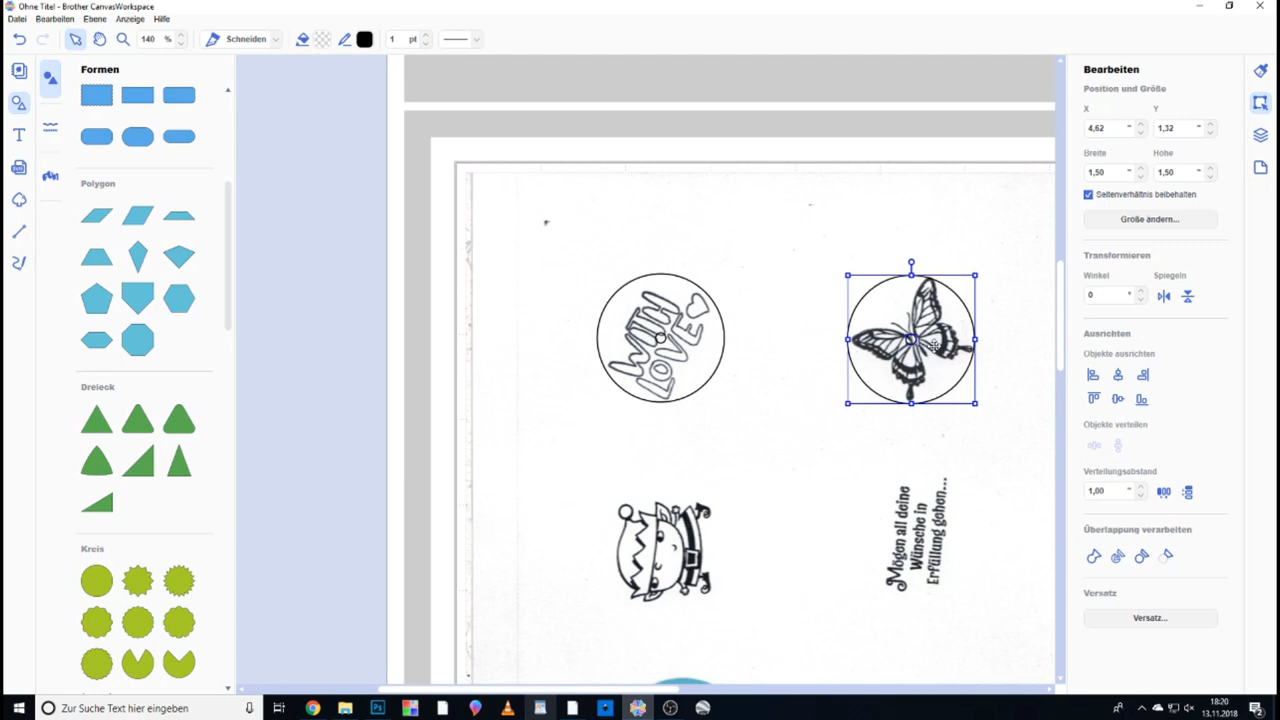 Ohne Titel - Brother CanvasWorkspace
Datei Bearbeiten Ebene Anzeige Hilfe
140 % Schneiden 1 pt
Formen
Polygon
Dreieck
Kreis
WITH
LOVE
Mögen all deine
Wünsche in
Erfüllung gehen...
Bearbeiten
Position und Größe
X Y
4,62 " 1,32 "
Breite Höhe
1,50 " 1,50 "
Seitenverhältnis beibehalten
Größe ändern...
Transformieren
Winkel Spiegeln
0 °
Ausrichten
Objekte ausrichten
Objekte verteilen
Verteilungsabstand
1,00 "
Überlappung verarbeiten
Versatz
Versatz...
Zur Suche Text hier eingeben
18:20
13.11.2018
2